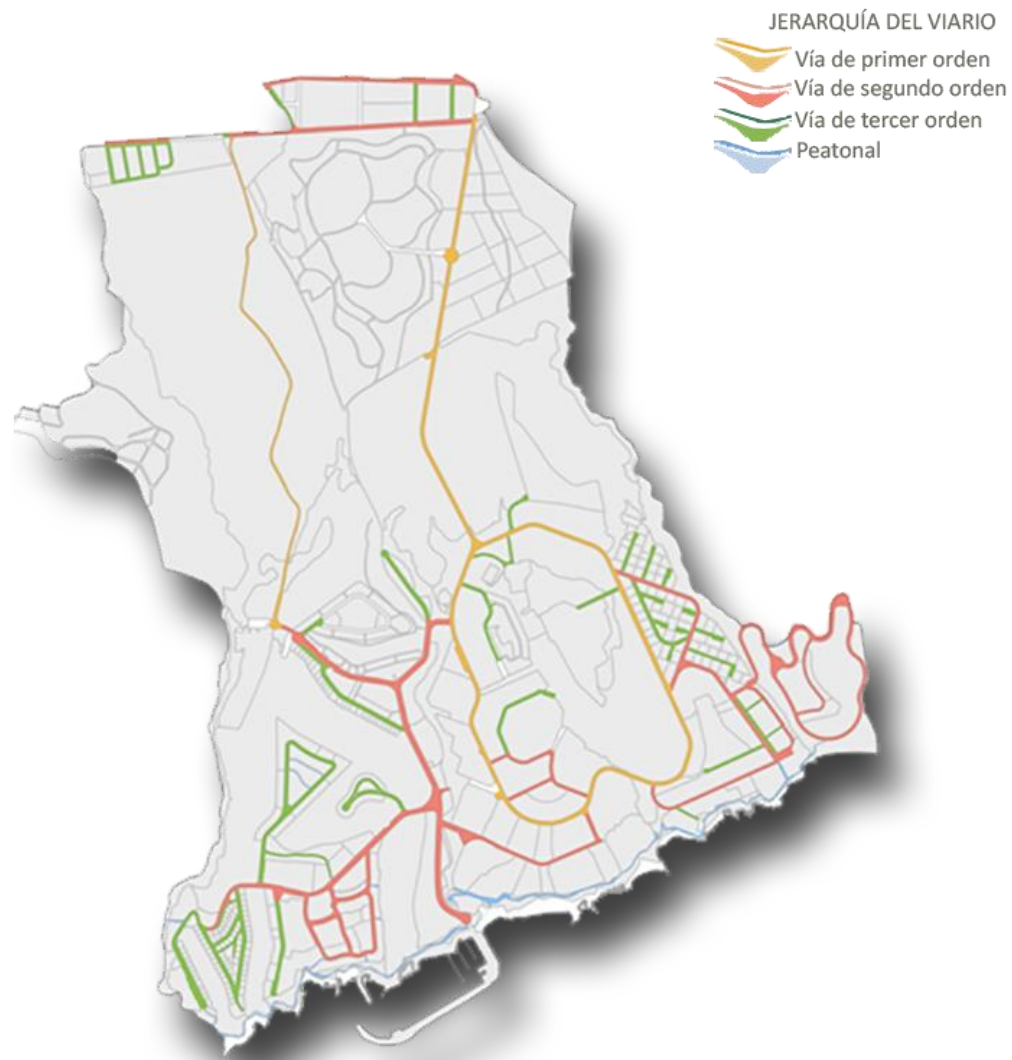 JERARQUÍA DEL VIARIO
Vía de primer orden
Vía de segundo orden
Vía de tercer orden
Peatonal